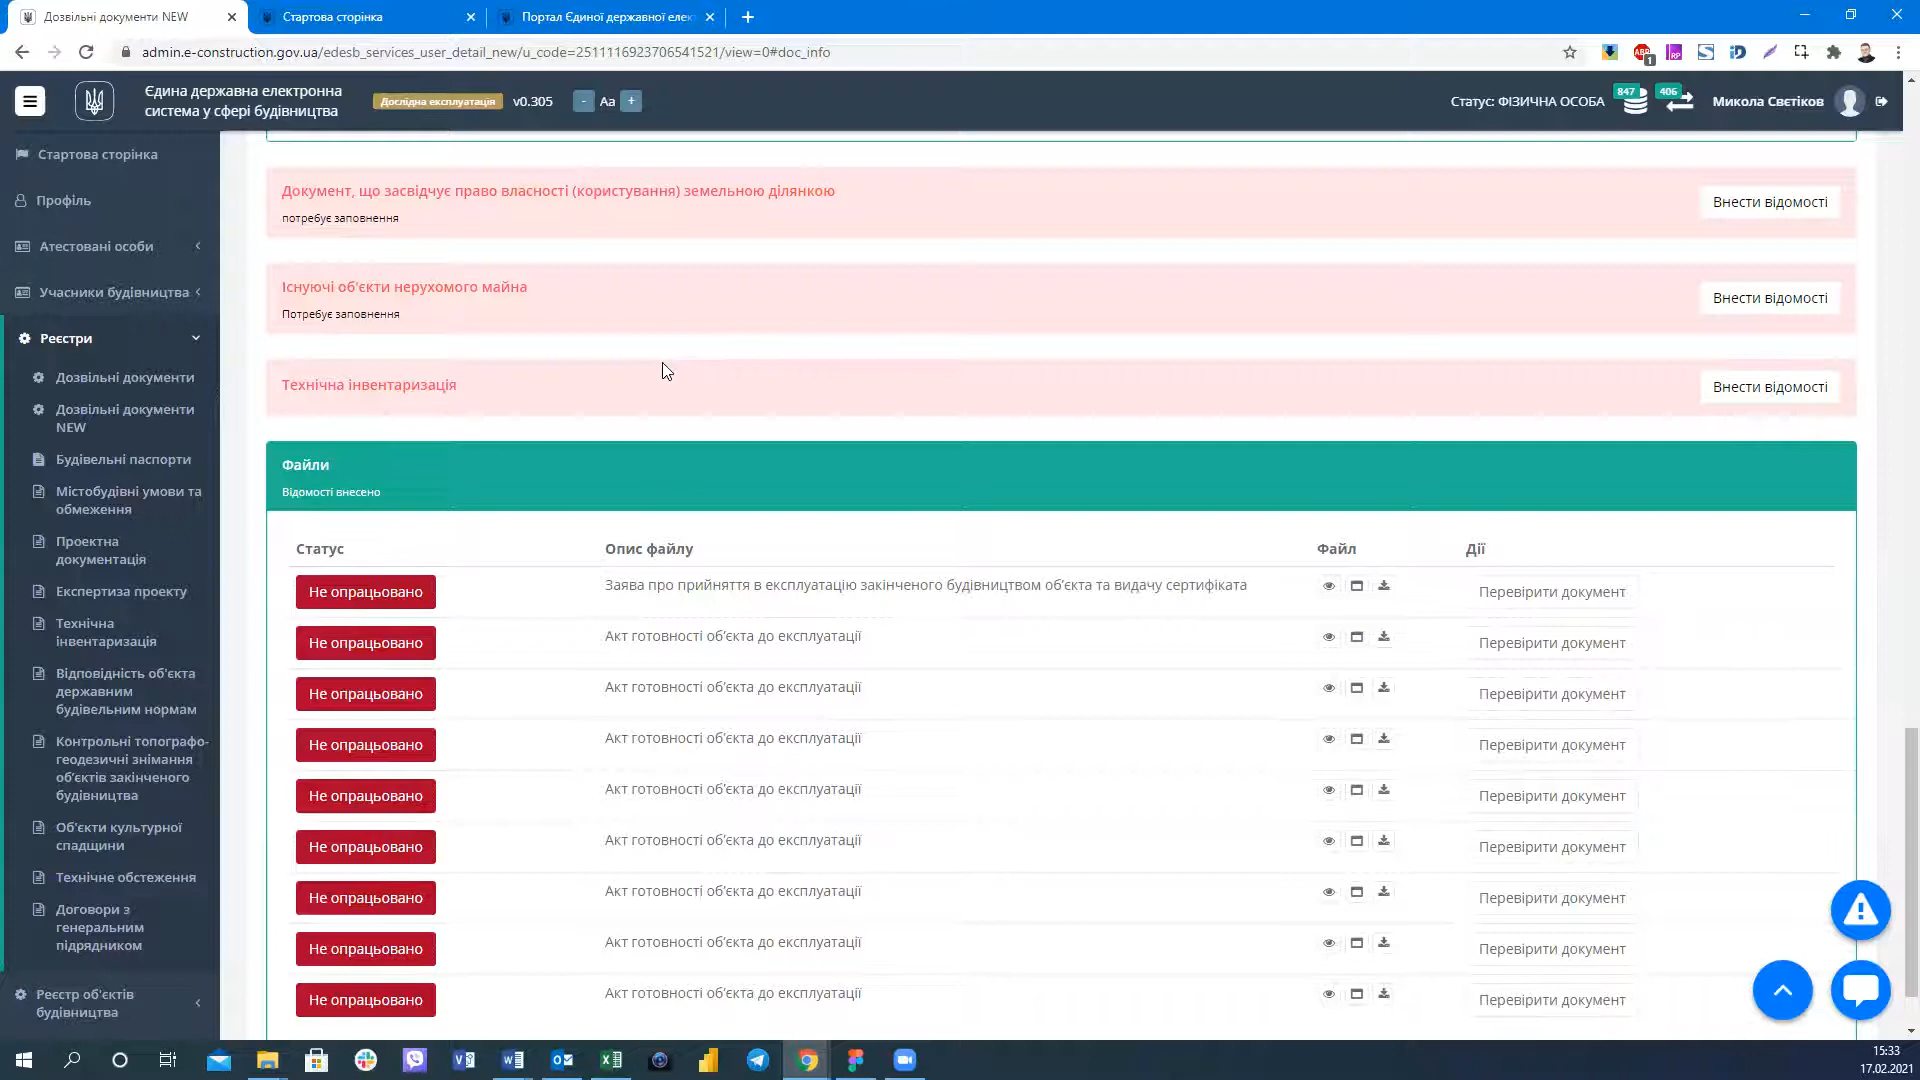 Дозвільні документи NEW
Стартова сторінка
Портал Єдиної державної елек
admin.e-construction.gov.ua/edesb_services_user_detail_new/u_code=2511116923706541521/view=0#doc_info
Єдина державна електронна
система у сфері будівництва
Дослідна експлуатація
v0.305
- Aa +
Статус: ФІЗИЧНА ОСОБА
847
406
Микола Свєтіков
Стартова сторінка
Профіль
Атестовані особи
Учасники будівництва
Реєстри
Дозвільні документи
Дозвільні документи
NEW
Будівельні паспорти
Містобудівні умови та
обмеження
Проектна
документація
Експертиза проекту
Технічна
інвентаризація
Відповідність об'єкта
державним
будівельним нормам
Контрольні топографо-
геодезичні знімання
об’єктів закінченого
будівництва
Об'єкти культурної
спадщини
Технічне обстеження
Договори з
генеральним
підрядником
Реєстр об'єктів
будівництва
Документ, що засвідчує право власності (користування) земельною ділянкою
потребує заповнення
Внести відомості
Існуючі об'єкти нерухомого майна
Потребує заповнення
Внести відомості
Технічна інвентаризація
Внести відомості
Файли
Відомості внесено
Статус Опис файлу Файл Дії
Не опрацьовано Заява про прийняття в експлуатацію закінченого будівництвом об’єкта та видачу сертифіката Перевірити документ
Не опрацьовано Акт готовності об’єкта до експлуатації Перевірити документ
Не опрацьовано Акт готовності об’єкта до експлуатації Перевірити документ
Не опрацьовано Акт готовності об’єкта до експлуатації Перевірити документ
Не опрацьовано Акт готовності об’єкта до експлуатації Перевірити документ
Не опрацьовано Акт готовності об’єкта до експлуатації Перевірити документ
Не опрацьовано Акт готовності об’єкта до експлуатації Перевірити документ
Не опрацьовано Акт готовності об’єкта до експлуатації Перевірити документ
Не опрацьовано Акт готовності об’єкта до експлуатації Перевірити документ
15:33
17.02.2021